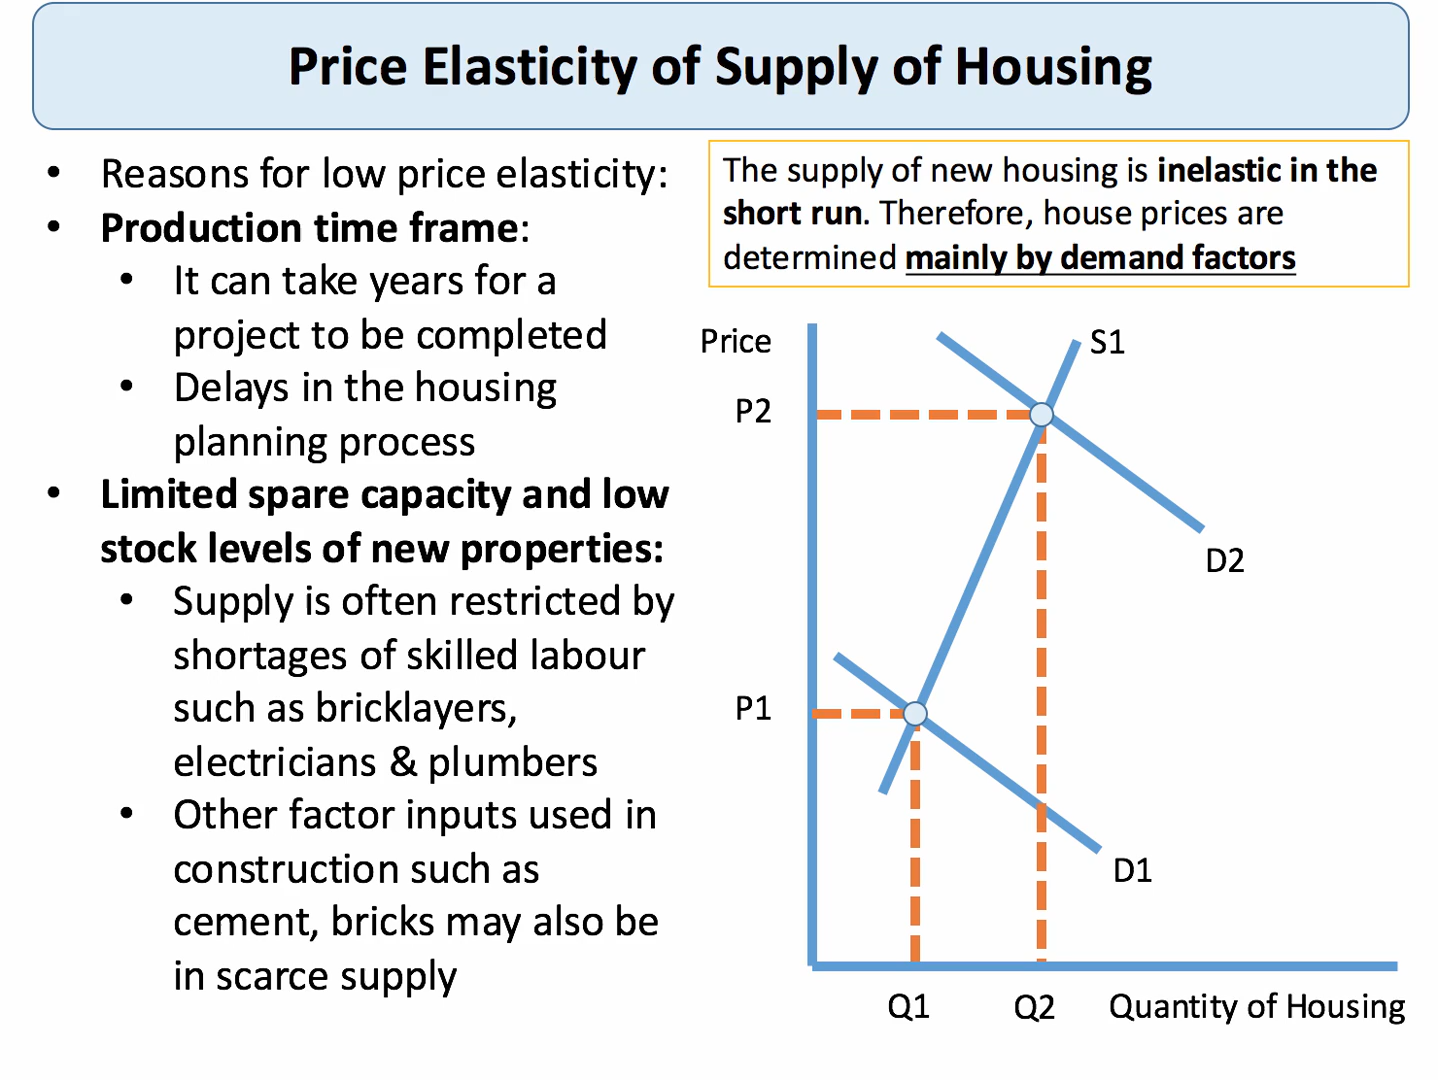 Price Elasticity of Supply of Housing
• Reasons for low price elasticity:
• Production time frame:
• It can take years for a
project to be completed
• Delays in the housing
planning process
• Limited spare capacity and low
stock levels of new properties:
• Supply is often restricted by
shortages of skilled labour
such as bricklayers,
electricians & plumbers
• Other factor inputs used in
construction such as
cement, bricks may also be
in scarce supply
The supply of new housing is inelastic in the
short run. Therefore, house prices are
determined mainly by demand factors
Price
S1
P2
D2
P1
D1
Q1
Q2
Quantity of Housing